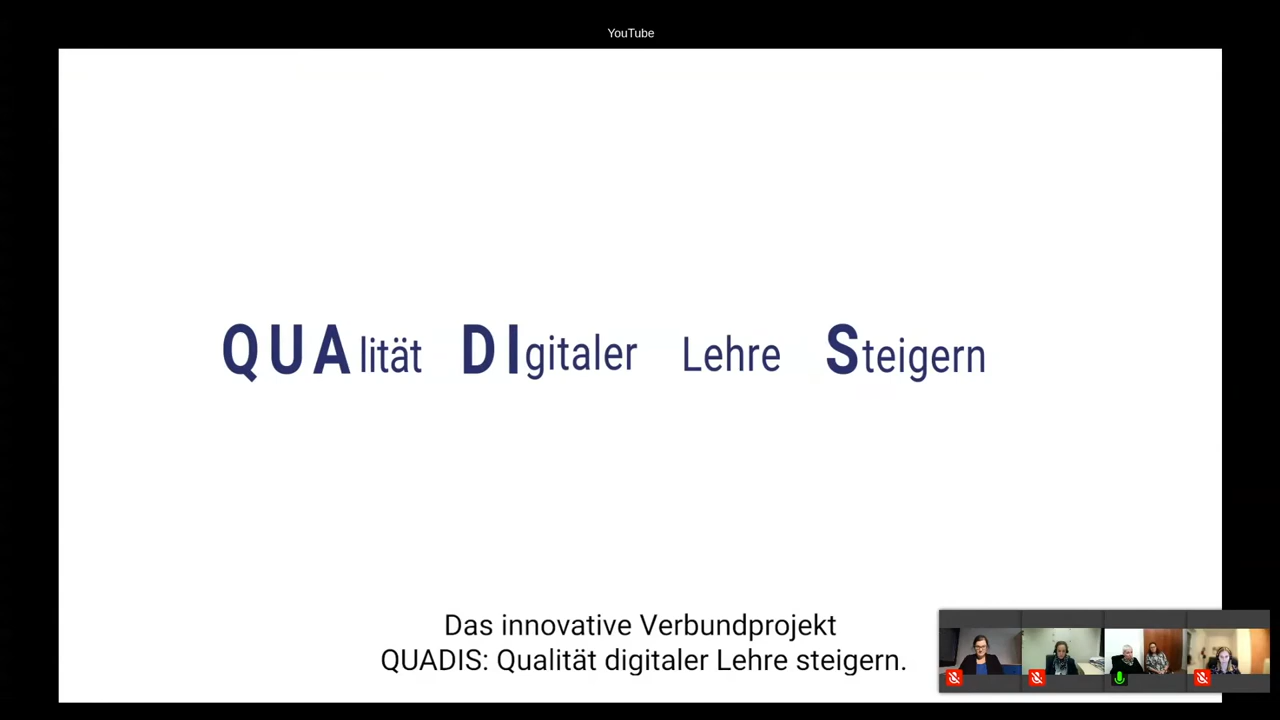 YouTube
QUAlität DIgitaler Lehre Steigern
Das innovative Verbundprojekt
QUADIS: Qualität digitaler Lehre steigern.